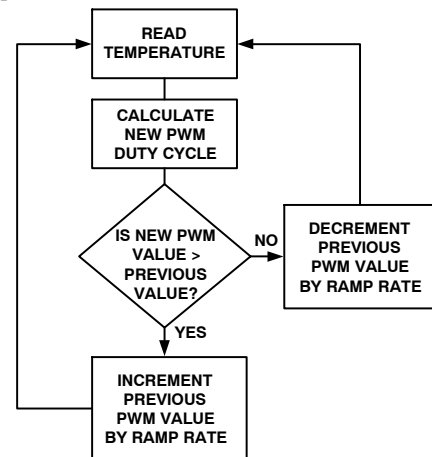 READ
TEMPERATURE
CALCULATE
NEW PWM
DUTY CYCLE
IS NEW PWM
VALUE >
PREVIOUS
VALUE?
NO
DECREMENT
PREVIOUS
PWM VALUE
BY RAMP RATE
YES
INCREMENT
PREVIOUS
PWM VALUE
BY RAMP RATE